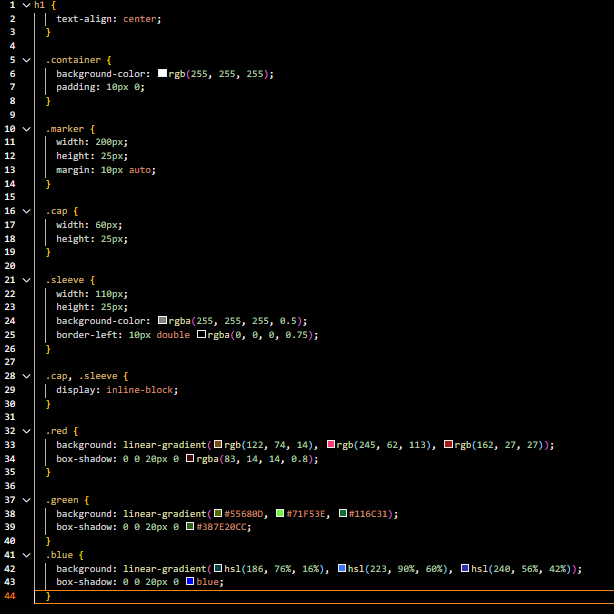 1 h1 {
2 text-align: center;
3 }
4
5 .container {
6 background-color: rgb(255, 255, 255);
7 padding: 10px 0;
8 }
9
10 .marker {
11 width: 200px;
12 height: 25px;
13 margin: 10px auto;
14 }
15
16 .cap {
17 width: 60px;
18 height: 25px;
19 }
20
21 .sleeve {
22 width: 110px;
23 height: 25px;
24 background-color: rgba(255, 255, 255, 0.5);
25 border-left: 10px double rgba(0, 0, 0, 0.75);
26 }
27
28 .cap, .sleeve {
29 display: inline-block;
30 }
31
32 .red {
33 background: linear-gradient(rgb(122, 74, 14), rgb(245, 62, 113), rgb(162, 27, 27));
34 box-shadow: 0 0 20px 0 rgba(83, 14, 14, 0.8);
35 }
36
37 .green {
38 background: linear-gradient(#55680D, #71F53E, #116C31);
39 box-shadow: 0 0 20px 0 #3B7E20CC;
40 }
41 .blue {
42 background: linear-gradient(hsl(186, 76%, 16%), hsl(223, 90%, 60%), hsl(240, 56%, 42%));
43 box-shadow: 0 0 20px 0 blue;
44 }